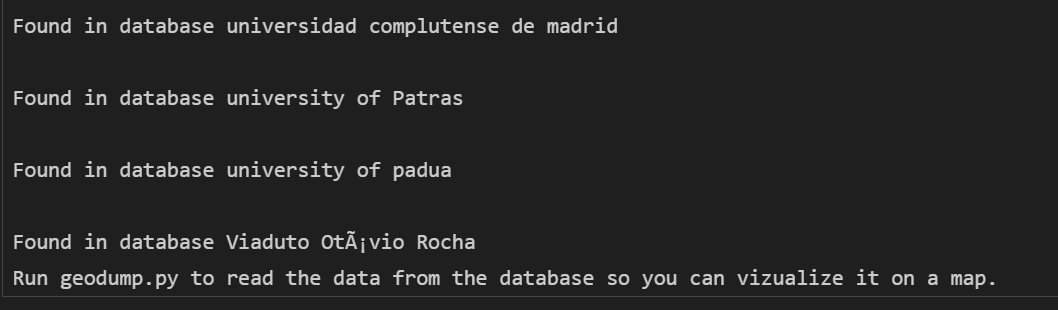 Found in database universidad complutense de madrid
Found in database university of Patras
Found in database university of padua
Found in database Viaduto OtÃ¡vio Rocha
Run geodump.py to read the data from the database so you can vizualize it on a map.